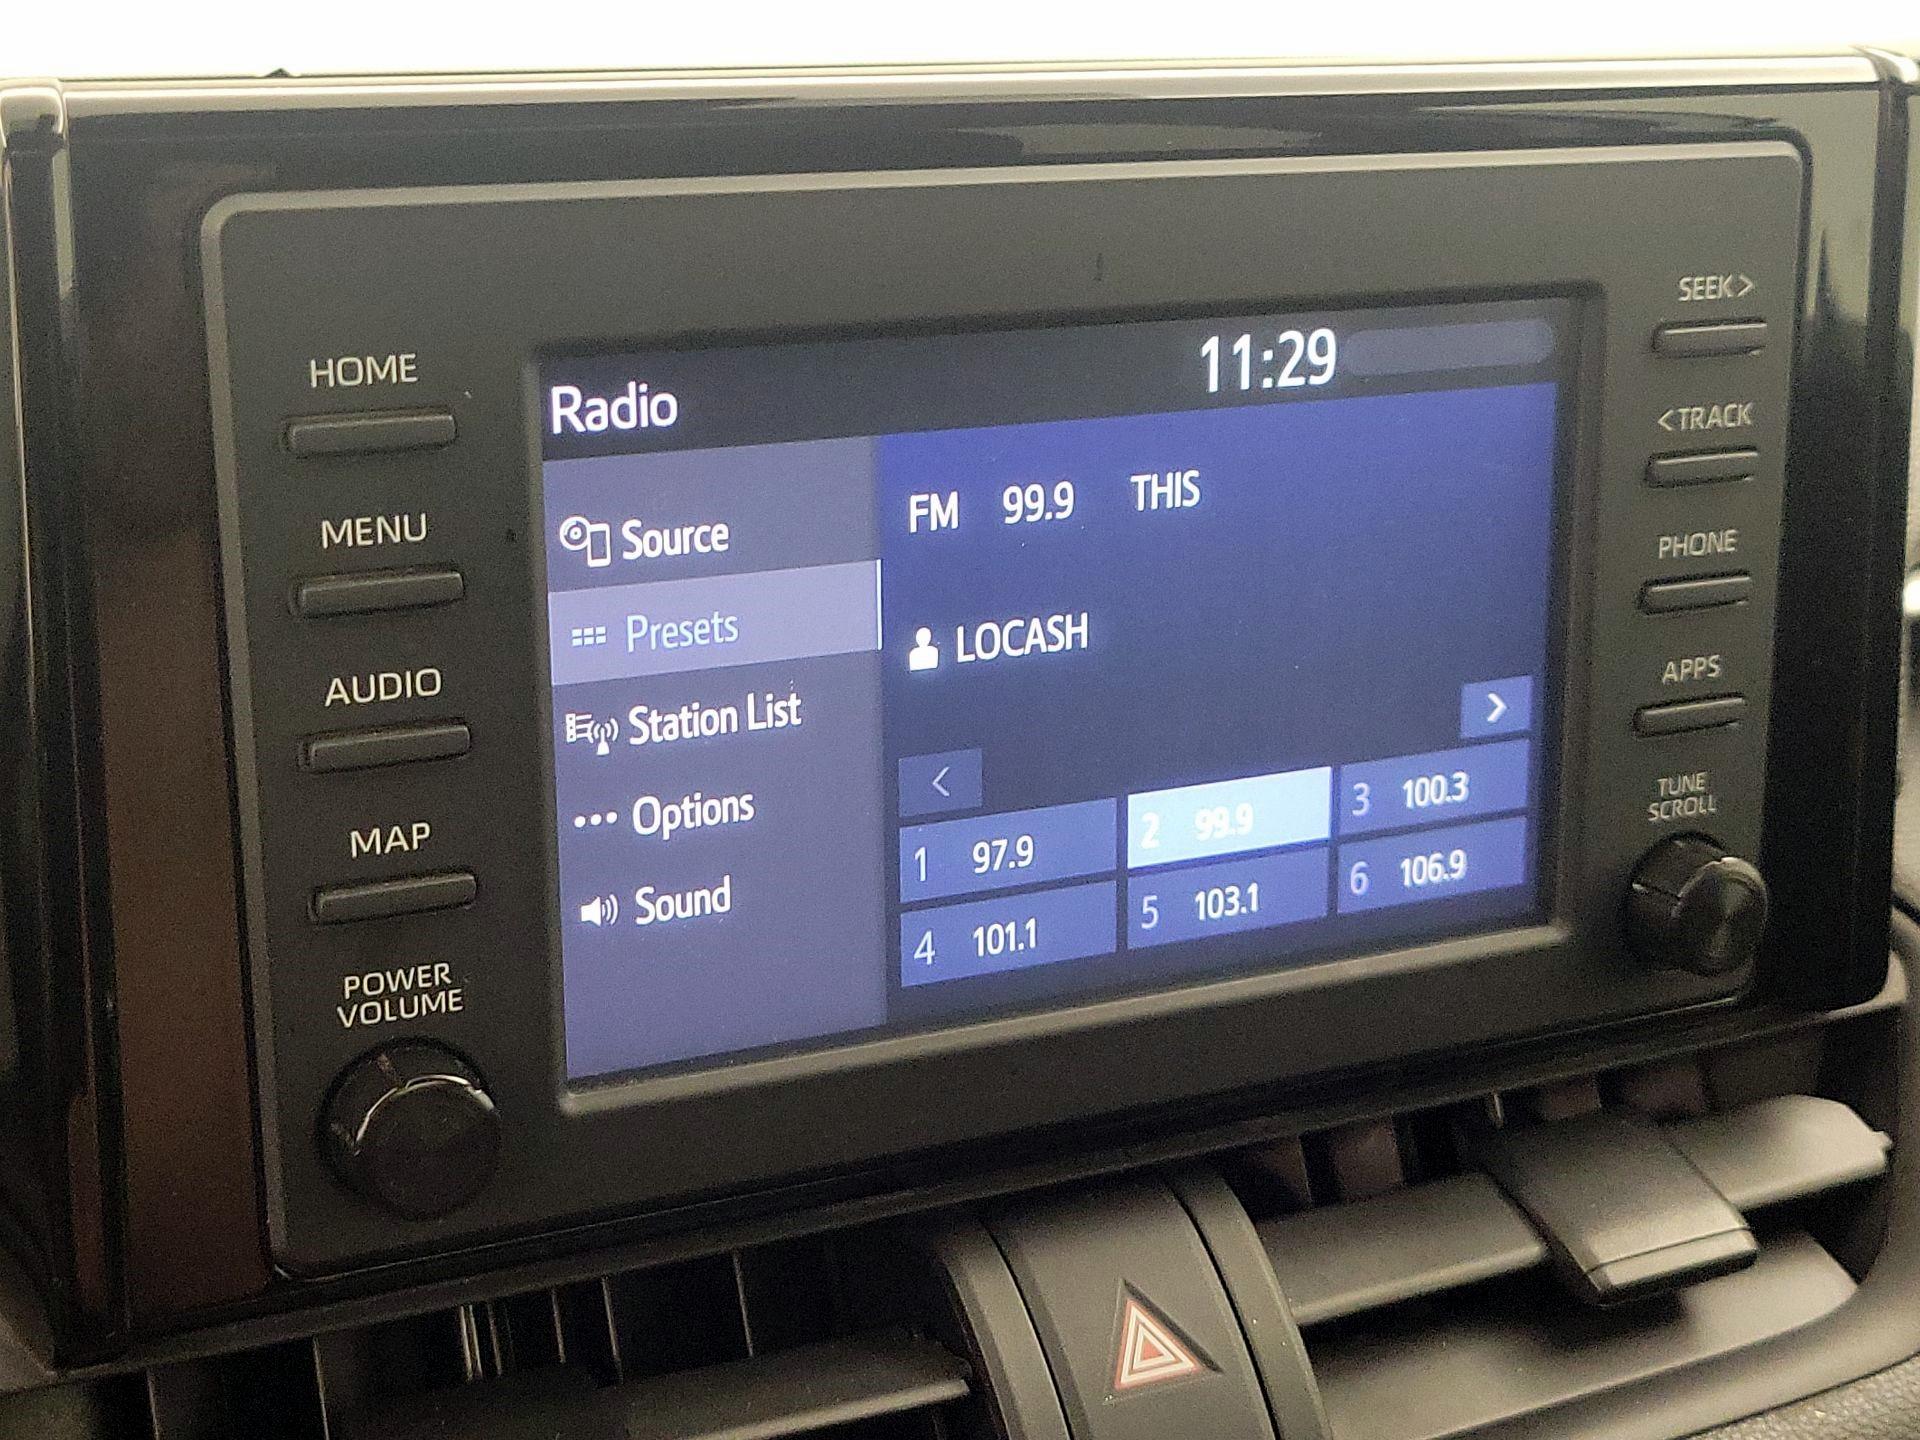 HOME
MENU
AUDIO
MAP
POWER
VOLUME
Radio
11:29
Source
Presets
Station List
Options
Sound
FM 99.9 THIS
LOCASH
1 97.9
2 99.9
3 100.3
4 101.1
5 103.1
6 106.9
SEEK >
< TRACK
PHONE
APPS
TUNE
SCROLL